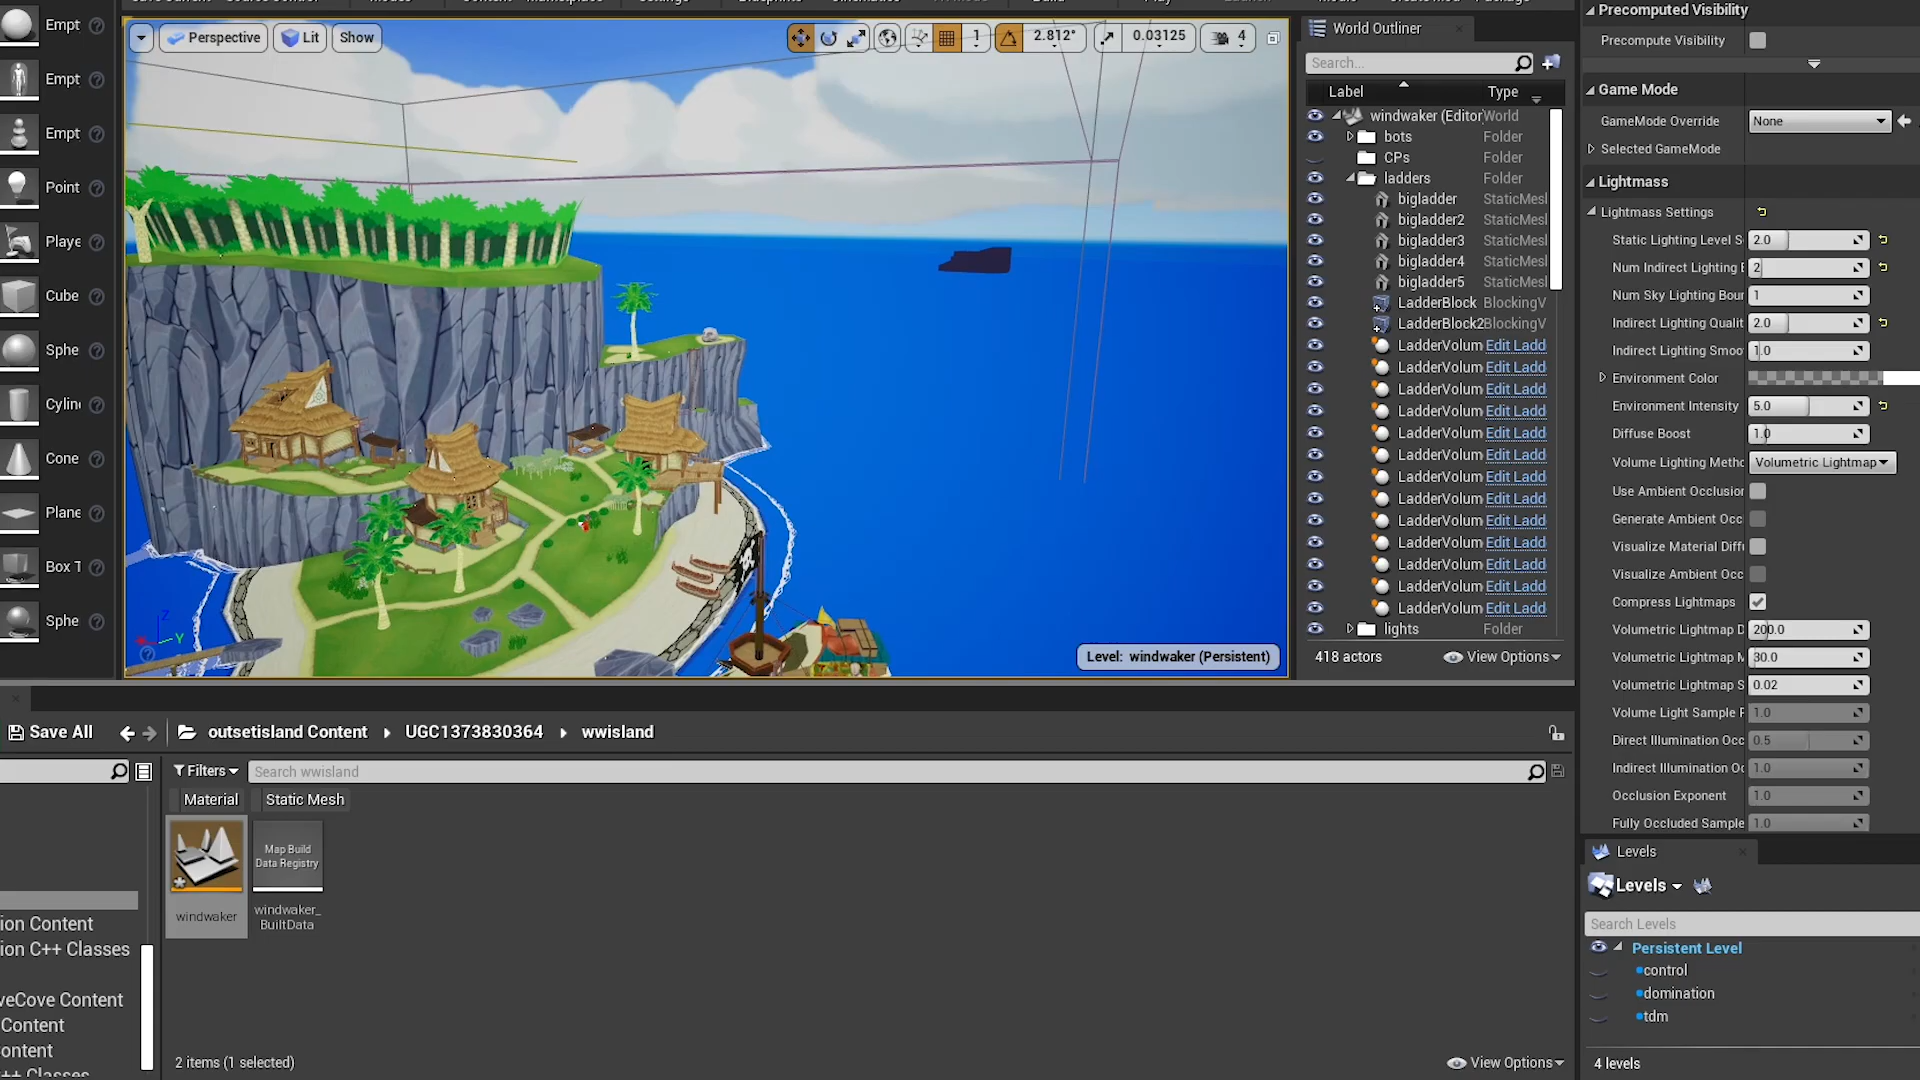 Empt
Empt
Empt
Point
Playe
Cube
Sphe
Cylin
Cone
Plane
Box T
Sphe
Perspective
Lit
Show
1
2.812°
0.03125
4
Level: windwaker (Persistent)
World Outliner
Search...
Label
Type
windwaker (Editor
World
bots
Folder
CPs
Folder
ladders
Folder
bigladder
StaticMesl
bigladder2
StaticMesl
bigladder3
StaticMesl
bigladder4
StaticMesl
bigladder5
StaticMesl
LadderBlock
BlockingV
LadderBlock2
BlockingV
LadderVolum
Edit Ladd
LadderVolum
Edit Ladd
LadderVolum
Edit Ladd
LadderVolum
Edit Ladd
LadderVolum
Edit Ladd
LadderVolum
Edit Ladd
LadderVolum
Edit Ladd
LadderVolum
Edit Ladd
LadderVolum
Edit Ladd
LadderVolum
Edit Ladd
LadderVolum
Edit Ladd
LadderVolum
Edit Ladd
LadderVolum
Edit Ladd
lights
Folder
418 actors
View Options
Precomputed Visibility
Precompute Visibility
Game Mode
GameMode Override
None
Selected GameMode
Lightmass
Lightmass Settings
Static Lighting Level S
2.0
Num Indirect Lighting B
2
Num Sky Lighting Bour
1
Indirect Lighting Qualit
2.0
Indirect Lighting Smoo
1.0
Environment Color
Environment Intensity
5.0
Diffuse Boost
1.0
Volume Lighting Metho
Volumetric Lightmap
Use Ambient Occlusion
Generate Ambient Occ
Visualize Material Diff
Visualize Ambient Occ
Compress Lightmaps
Volumetric Lightmap D
200.0
Volumetric Lightmap M
30.0
Volumetric Lightmap S
0.02
Volume Light Sample P
1.0
Direct Illumination Occ
0.5
Indirect Illumination Oc
1.0
Occlusion Exponent
1.0
Fully Occluded Sample
1.0
Levels
Levels
Search Levels
Persistent Level
control
domination
tdm
4 levels
Save All
outsetisland Content
UGC1373830364
wwisland
Filters
Search wwisland
Material
Static Mesh
Map Build
Data Registry
windwaker
windwaker_
BuiltData
ion Content
ion C++ Classes
veCove Content
Content
ontent
++ Classes
2 items (1 selected)
View Options